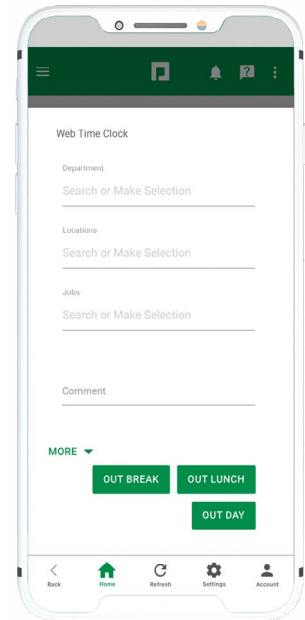 Web Time Clock
Department
Search or Make Selection
Locations
Search or Make Selection
Jobs
Search or Make Selection
Comment
MORE
OUT BREAK OUT LUNCH
OUT DAY
Back Home Refresh Settings Account